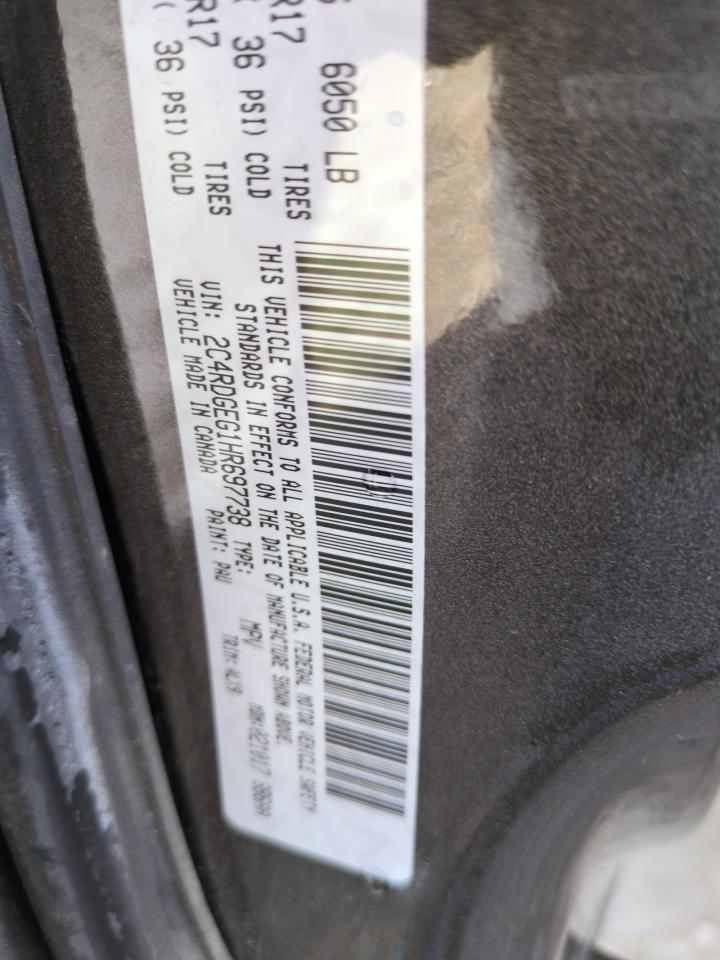 6050 LB
R17 TIRES
( 36 PSI) COLD
R17 TIRES
( 36 PSI) COLD
THIS VEHICLE CONFORMS TO ALL APPLICABLE U.S.A. FEDERAL MOTOR VEHICLE SAFETY
STANDARDS IN EFFECT ON THE DATE OF MANUFACTURE SHOWN ABOVE.
VIN: 2C4RDGEG1HR697738 TYPE: MPV
VEHICLE MADE IN CANADA PAINT: PAU